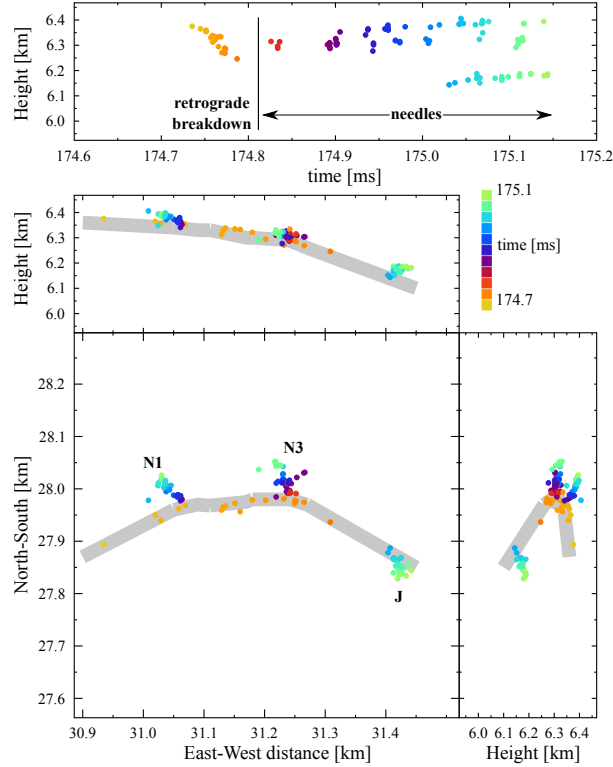 6.4
6.3
6.2
6.1
6.0
Height [km]
retrograde
breakdown
needles
174.6 174.7 174.8 174.9 175.0 175.1 175.2
time [ms]
6.4
6.3
6.2
6.1
6.0
Height [km]
175.1
time [ms]
174.7
28.2
28.1
28.0
27.9
27.8
27.7
27.6
North-South [km]
N1
N3
J
30.9 31.0 31.1 31.2 31.3 31.4
East-West distance [km]
6.0 6.1 6.2 6.3 6.4
Height [km]